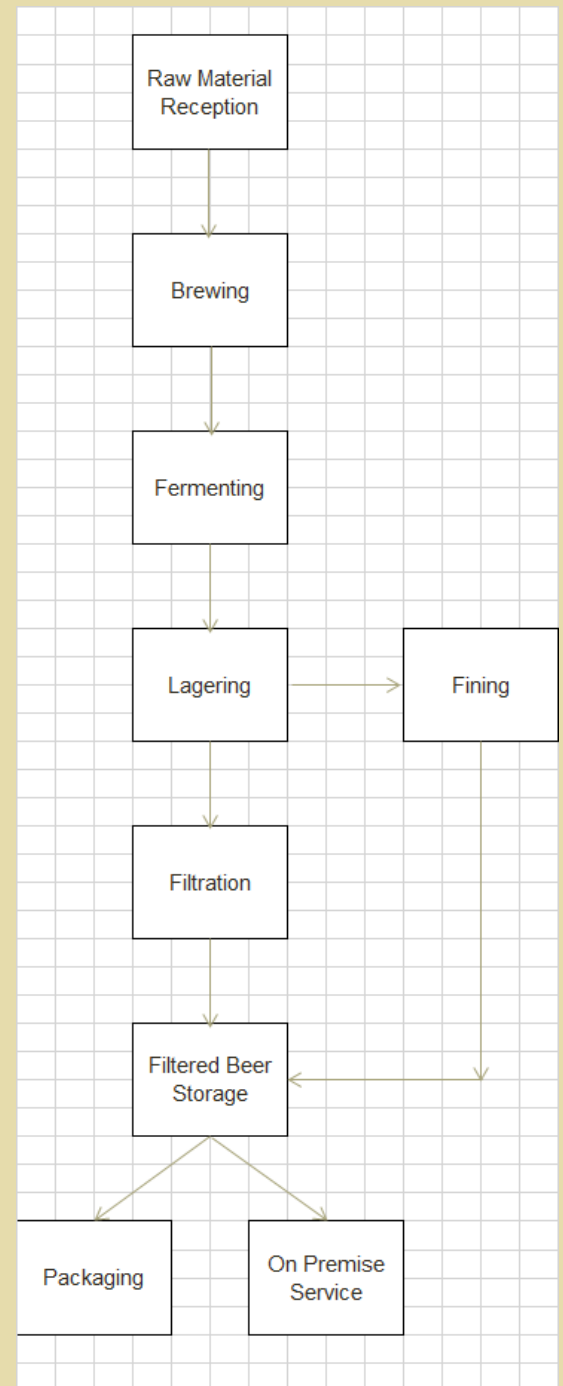 Raw Material
Reception
Brewing
Fermenting
Lagering
Fining
Filtration
Filtered Beer
Storage
Packaging
On Premise
Service